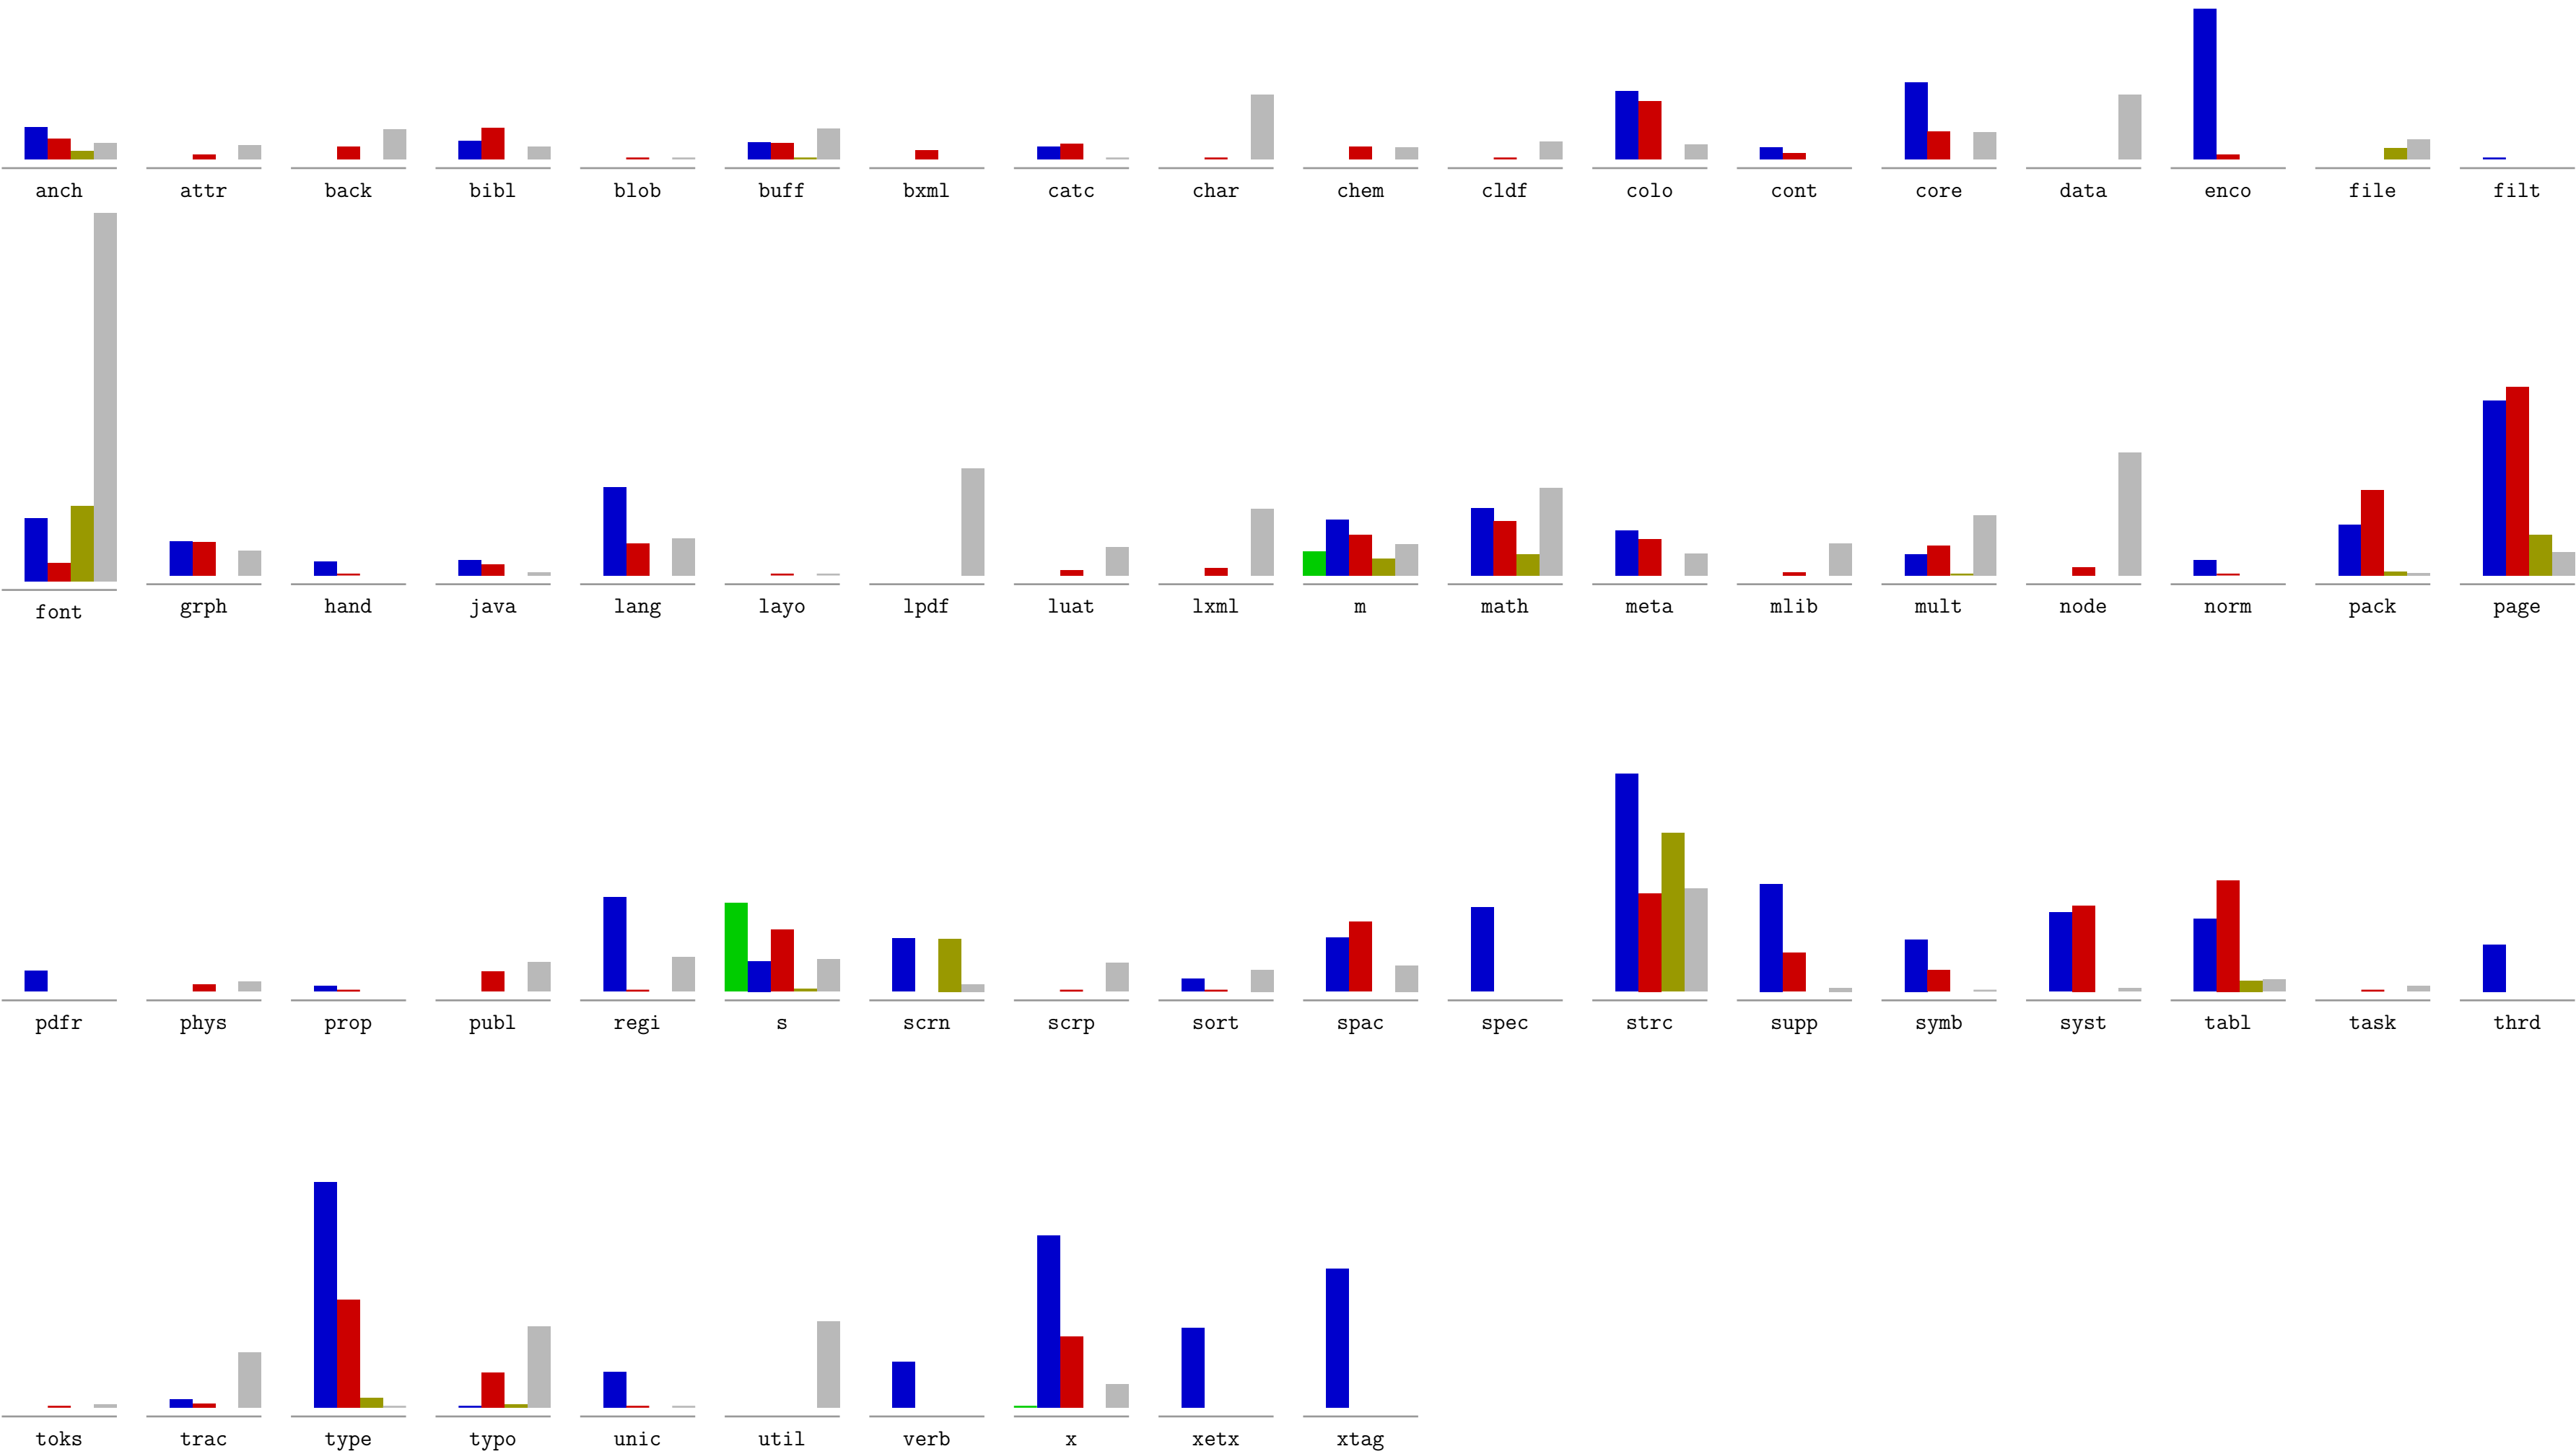 anch attr back bibl blob buff bxml catc char chem cldf colo cont core data enco file filt
font grph hand java lang layo lpdf luat lxml m math meta mlib mult node norm pack page
pdfr phys prop publ regi s scrn scrp sort spac spec strc supp symb syst tabl task thrd
toks trac type typo unic util verb x xetx xtag